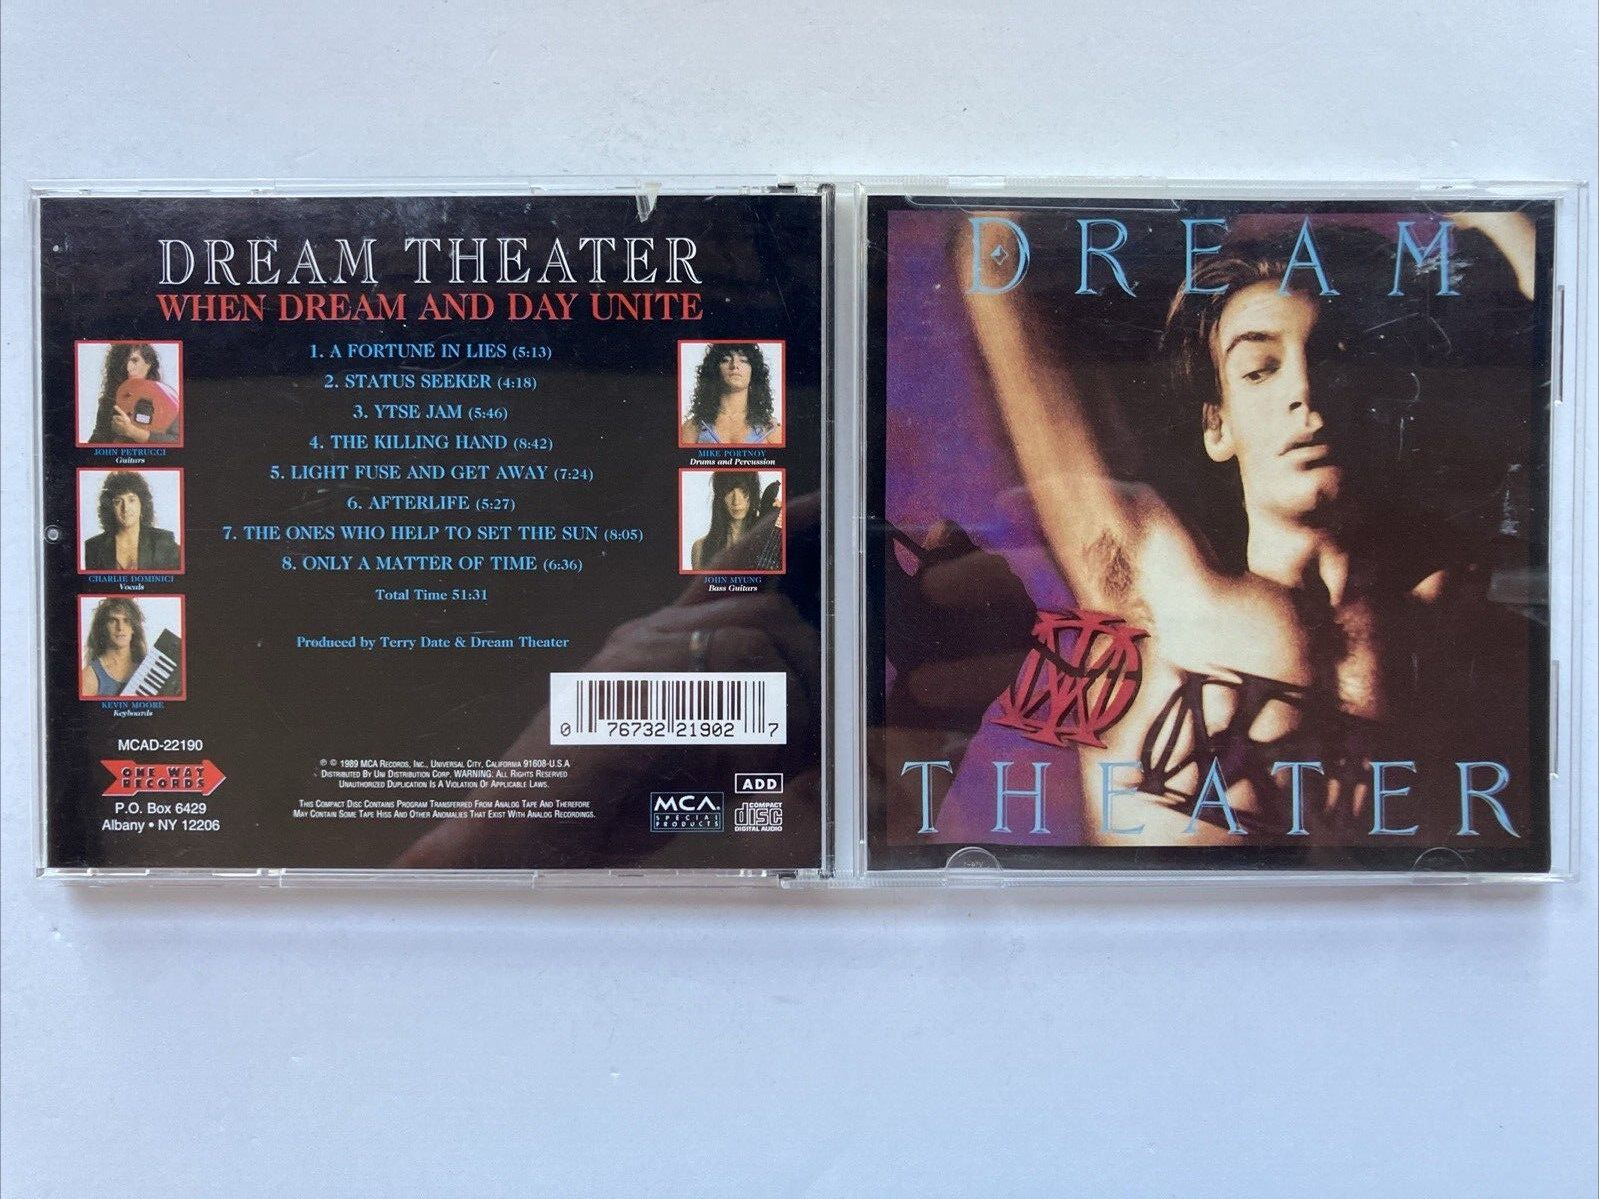 DREAM THEATER
WHEN DREAM AND DAY UNITE
1. A FORTUNE IN LIES (5:13)
2. STATUS SEEKER (4:18)
3. YTSE JAM (5:46)
4. THE KILLING HAND (8:42)
5. LIGHT FUSE AND GET AWAY (7:24)
6. AFTERLIFE (5:27)
7. THE ONES WHO HELP TO SET THE SUN (8:05)
8. ONLY A MATTER OF TIME (6:36)
Total Time 51:31
Produced by Terry Date & Dream Theater
JOHN PETRUCCI
Guitars
CHARLIE DOMINICI
Vocals
KEVIN MOORE
Keyboards
MIKE PORTNOY
Drums and Percussion
JOHN MYUNG
Bass Guitars
0 76732 21902 7
MCAD-22190
ONE WAY
RECORDS
P.O. Box 6429
Albany • NY 12206
℗ © 1989 MCA RECORDS, INC., UNIVERSAL CITY, CALIFORNIA 91608-U.S.A
DISTRIBUTED BY UNI DISTRIBUTION CORP. WARNING: ALL RIGHTS RESERVED
UNAUTHORIZED DUPLICATION IS A VIOLATION OF APPLICABLE LAWS.
THIS COMPACT DISC CONTAINS PROGRAM TRANSFERRED FROM ANALOG TAPE AND THEREFORE
MAY CONTAIN SOME TAPE HISS AND OTHER ANOMALIES THAT EXIST WITH ANALOG RECORDINGS.
MCA
SPECIAL
PRODUCTS
ADD
COMPACT
disc
DIGITAL AUDIO
DREAM
THEATER